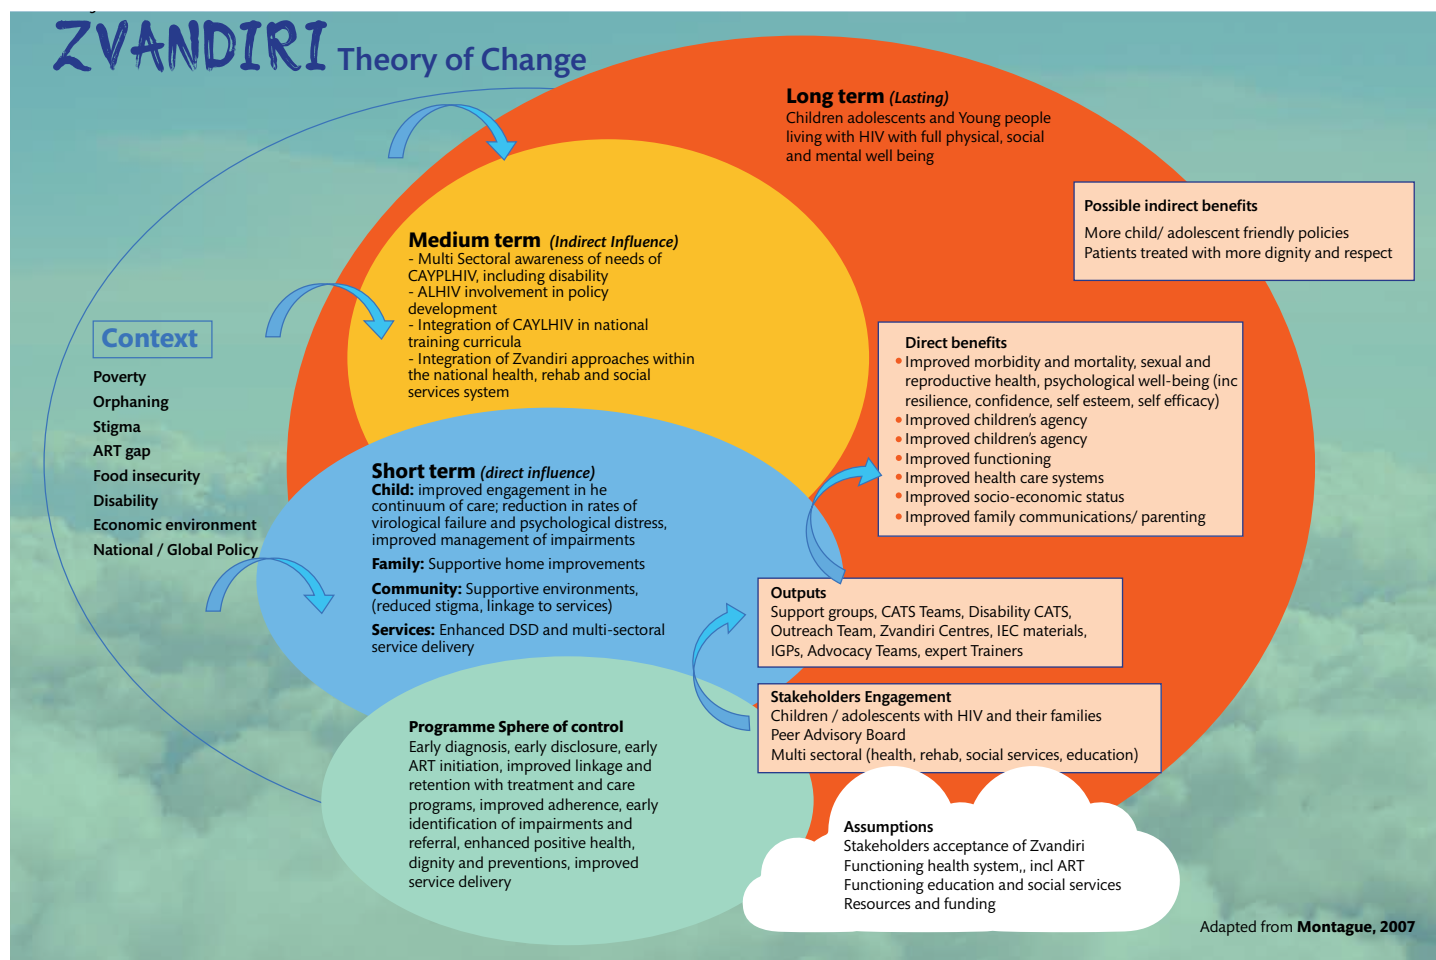 ZVANDIRI Theory of Change
Long term (Lasting)
Children adolescents and Young people
living with HIV with full physical, social
and mental well being
Possible indirect benefits
More child/ adolescent friendly policies
Patients treated with more dignity and respect
Medium term (Indirect Influence)
- Multi Sectoral awareness of needs of
CAYPLHIV, including disability
- ALHIV involvement in policy
development
- Integration of CAYLHIV in national
training curricula
- Integration of Zvandiri approaches within
the national health, rehab and social
services system
Context
Poverty
Orphaning
Stigma
ART gap
Food insecurity
Disability
Economic environment
National / Global Policy
Direct benefits
• Improved morbidity and mortality, sexual and
reproductive health, psychological well-being (inc
resilience, confidence, self esteem, self efficacy)
• Improved children's agency
• Improved children's agency
• Improved functioning
• Improved health care systems
• Improved socio-economic status
• Improved family communications/ parenting
Short term (direct influence)
Child: improved engagement in he
continuum of care; reduction in rates of
virological failure and psychological distress,
improved management of impairments
Family: Supportive home improvements
Community: Supportive environments,
(reduced stigma, linkage to services)
Services: Enhanced DSD and multi-sectoral
service delivery
Outputs
Support groups, CATS Teams, Disability CATS,
Outreach Team, Zvandiri Centres, IEC materials,
IGPs, Advocacy Teams, expert Trainers
Stakeholders Engagement
Children / adolescents with HIV and their families
Peer Advisory Board
Multi sectoral (health, rehab, social services, education)
Programme Sphere of control
Early diagnosis, early disclosure, early
ART initiation, improved linkage and
retention with treatment and care
programs, improved adherence, early
identification of impairments and
referral, enhanced positive health,
dignity and preventions, improved
service delivery
Assumptions
Stakeholders acceptance of Zvandiri
Functioning health system,, incl ART
Functioning education and social services
Resources and funding
Adapted from Montague, 2007